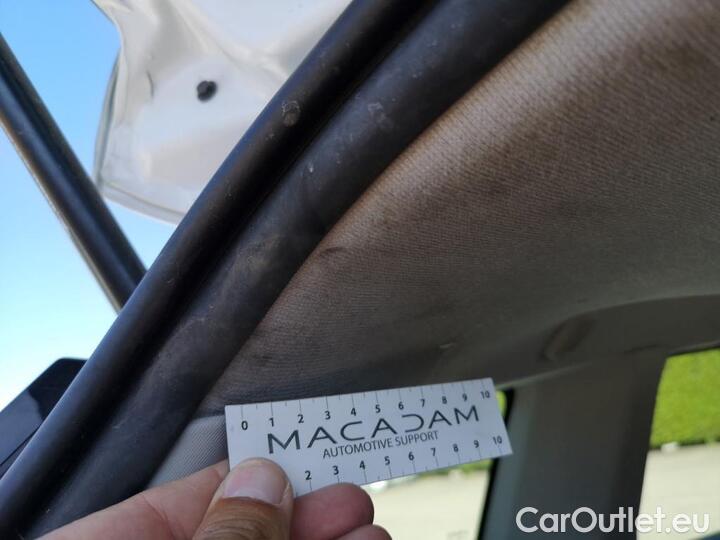 0 1 2 3 4 5 6 7 8 9 10
MACADAM
AUTOMOTIVE SUPPORT
2 3 4 5 6 7 8 9 10
CarOutlet.eu